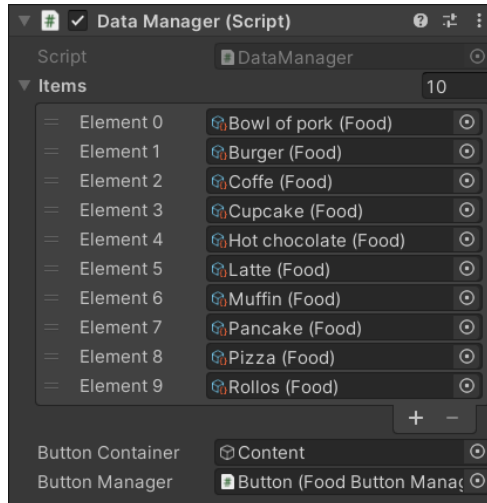 Data Manager (Script)
Script DataManager
Items 10
Element 0 Bowl of pork (Food)
Element 1 Burger (Food)
Element 2 Coffe (Food)
Element 3 Cupcake (Food)
Element 4 Hot chocolate (Food)
Element 5 Latte (Food)
Element 6 Muffin (Food)
Element 7 Pancake (Food)
Element 8 Pizza (Food)
Element 9 Rollos (Food)
+ −
Button Container Content
Button Manager Button (Food Button Manag